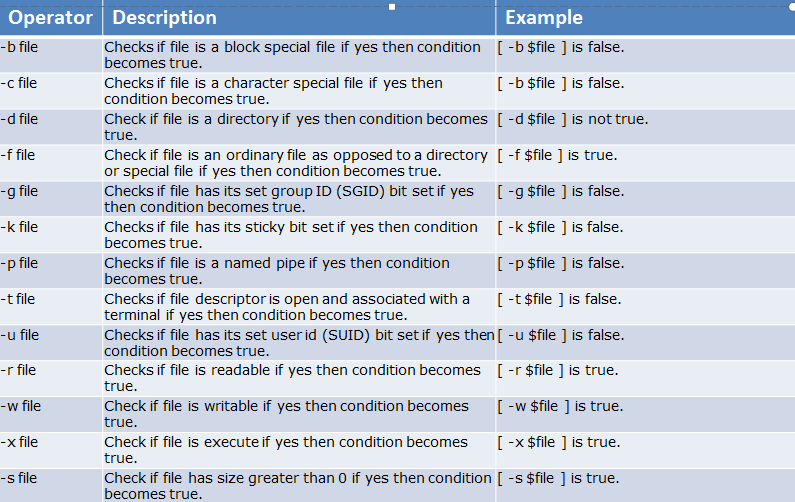 Operator Description Example
-b file Checks if file is a block special file if yes then condition [ -b $file ] is false.
becomes true.
-c file Checks if file is a character special file if yes then [ -b $file ] is false.
condition becomes true.
-d file Check if file is a directory if yes then condition becomes [ -d $file ] is not true.
true.
-f file Check if file is an ordinary file as opposed to a directory [ -f $file ] is true.
or special file if yes then condition becomes true.
-g file Checks if file has its set group ID (SGID) bit set if yes [ -g $file ] is false.
then condition becomes true.
-k file Checks if file has its sticky bit set if yes then condition [ -k $file ] is false.
becomes true.
-p file Checks if file is a named pipe if yes then condition [ -p $file ] is false.
becomes true.
-t file Checks if file descriptor is open and associated with a [ -t $file ] is false.
terminal if yes then condition becomes true.
-u file Checks if file has its set user id (SUID) bit set if yes then [ -u $file ] is false.
condition becomes true.
-r file Checks if file is readable if yes then condition becomes [ -r $file ] is true.
true.
-w file Check if file is writable if yes then condition becomes [ -w $file ] is true.
true.
-x file Check if file is execute if yes then condition becomes [ -x $file ] is true.
true.
-s file Check if file has size greater than 0 if yes then condition [ -s $file ] is true.
becomes true.